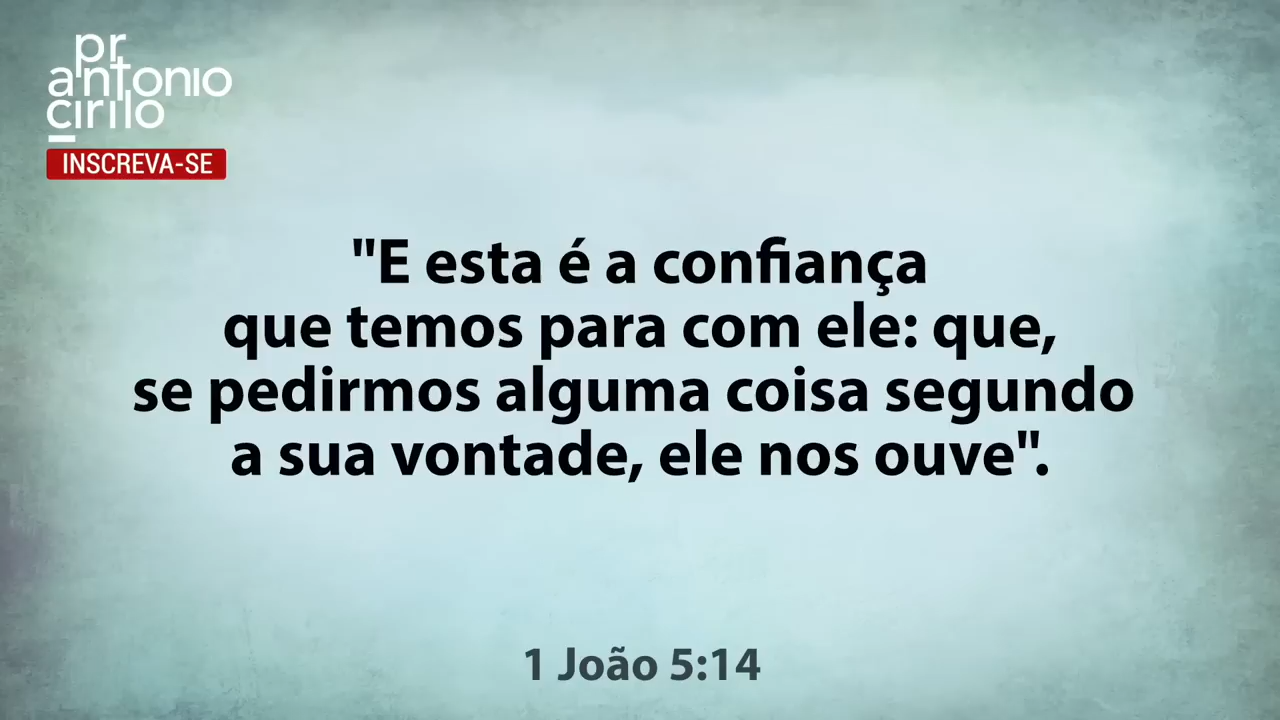 pr
antonio
cirilo
INSCREVA-SE
"E esta é a confiança
que temos para com ele: que,
se pedirmos alguma coisa segundo
a sua vontade, ele nos ouve".
1 João 5:14